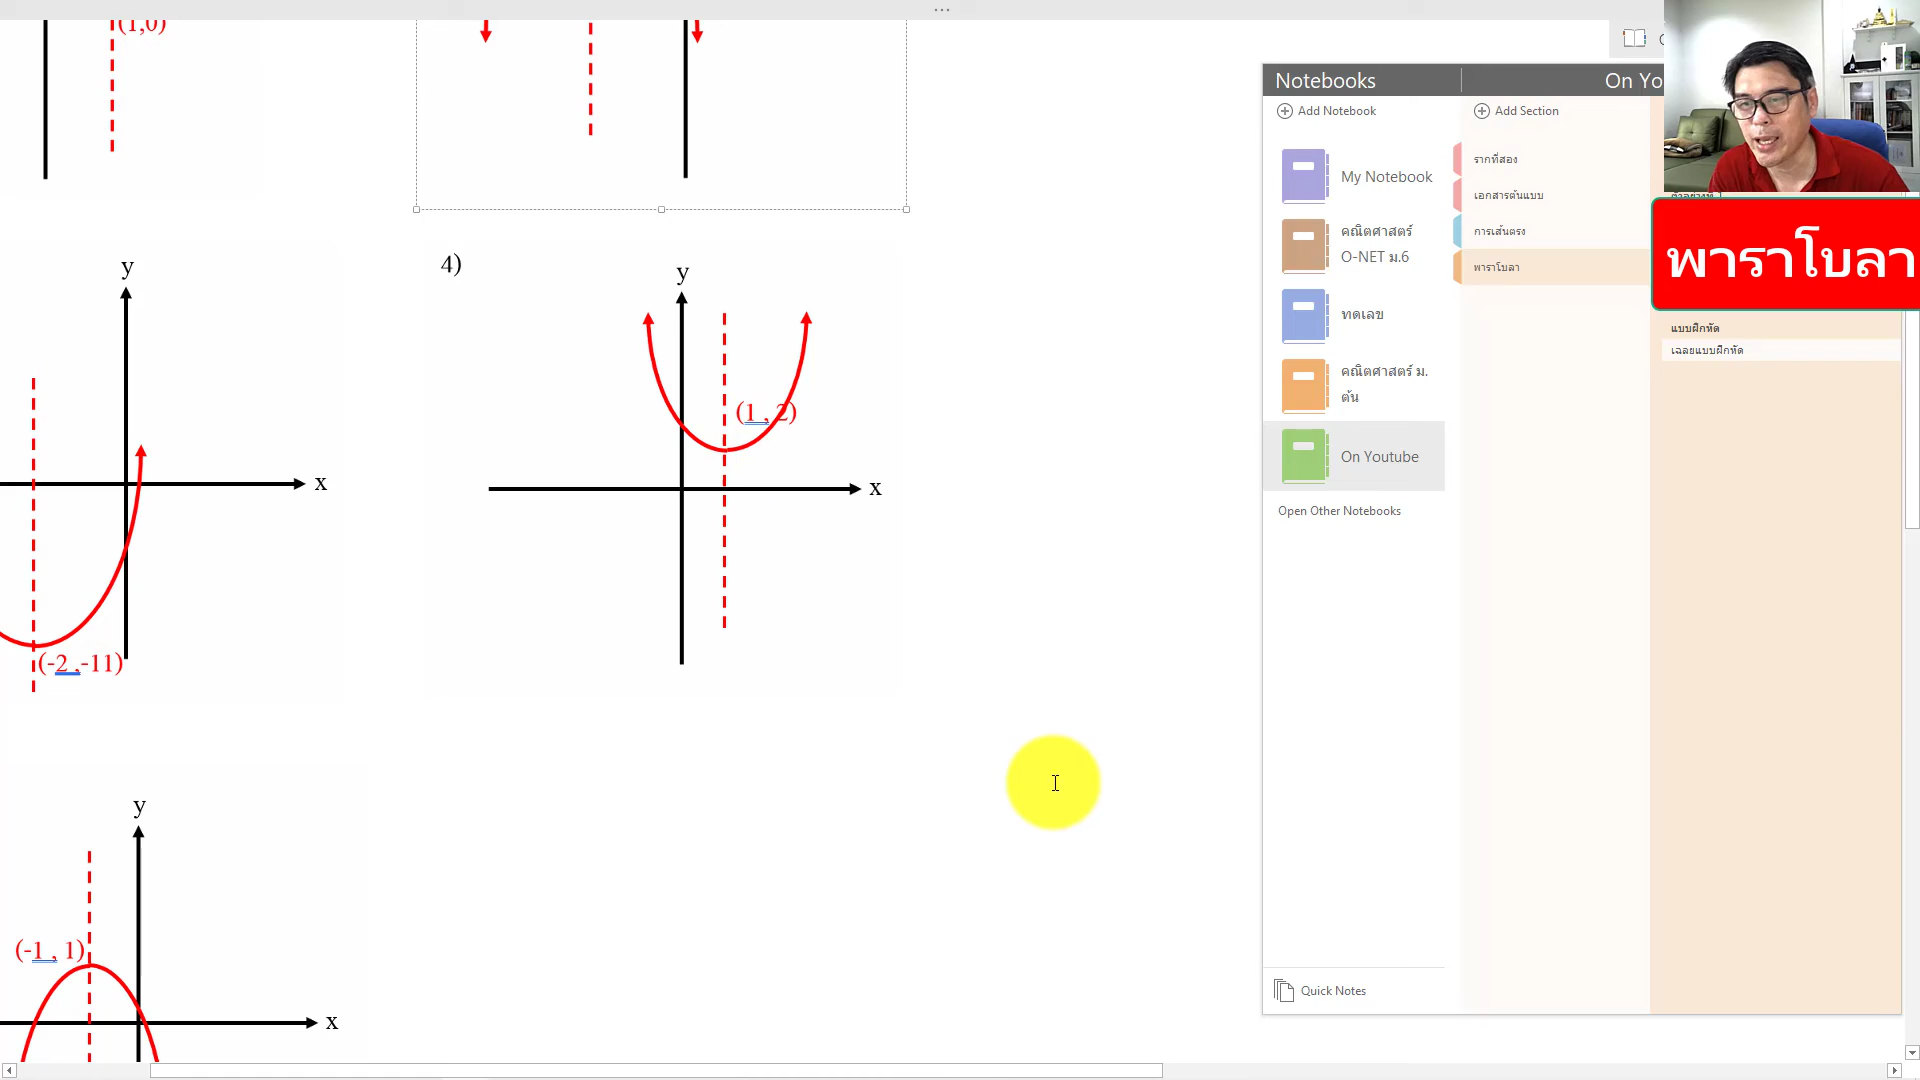 (1,0)
y
x
(-2 ,-11)
4)
y
(1 , 2)
x
y
(-1 , 1)
x
Notebooks
On Yo
Add Notebook
Add Section
My Notebook
คณิตศาสตร์
O-NET ม.6
ทดเลข
คณิตศาสตร์ ม.
ต้น
On Youtube
Open Other Notebooks
Quick Notes
รากที่สอง
เอกสารต้นแบบ
การเส้นตรง
พาราโบลา
พาราโบลา
แบบฝึกหัด
เฉลยแบบฝึกหัด